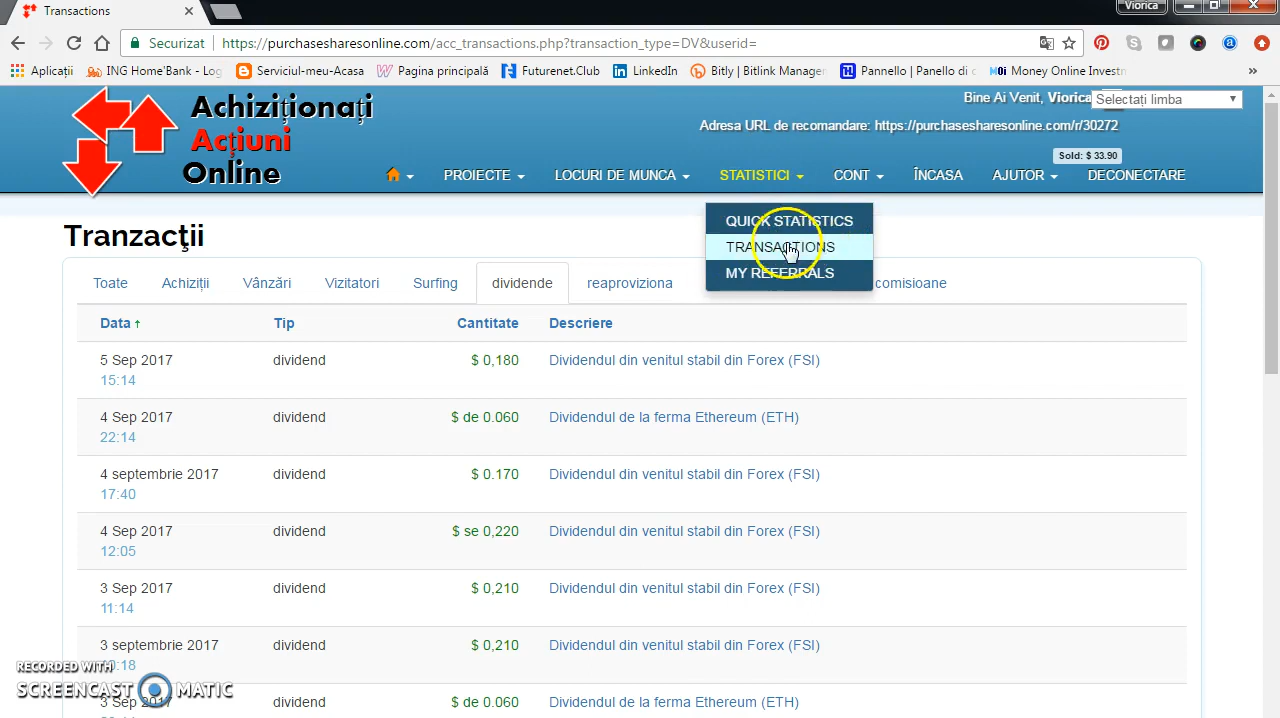 Transactions
Viorica
Securizat
https://purchasesharesonline.com/acc_transactions.php?transaction_type=DV&userid=
Aplicații
ING Home'Bank - Log
Serviciul-meu-Acasa
Pagina principală
Futurenet.Club
LinkedIn
Bitly | Bitlink Manager
Pannello | Paneno di c
Money Online Investm
»
Achiziționați
Acțiuni
Online
Bine Ai Venit, Viorica
Selectați limba
Adresa URL de recomandare: https://purchasesharesonline.com/r/30272
Sold: $ 33.90
PROIECTE
LOCURI DE MUNCA
STATISTICI
CONT
ÎNCASA
AJUTOR
DECONECTARE
QUICK STATISTICS
TRANSACTIONS
MY REFERRALS
Tranzacţii
Toate
Achiziții
Vânzări
Vizitatori
Surfing
dividende
reaproviziona
comisioane
Data Tip Cantitate Descriere
5 Sep 2017 dividend $ 0,180 Dividendul din venitul stabil din Forex (FSI)
15:14
4 Sep 2017 dividend $ de 0.060 Dividendul de la ferma Ethereum (ETH)
22:14
4 septembrie 2017 dividend $ 0.170 Dividendul din venitul stabil din Forex (FSI)
17:40
4 Sep 2017 dividend $ se 0,220 Dividendul din venitul stabil din Forex (FSI)
12:05
3 Sep 2017 dividend $ 0,210 Dividendul din venitul stabil din Forex (FSI)
11:14
3 septembrie 2017 dividend $ 0,210 Dividendul din venitul stabil din Forex (FSI)
:18
3 Sep 2017 dividend $ de 0.060 Dividendul de la ferma Ethereum (ETH)
RECORDED WITH
SCREENCAST MATIC